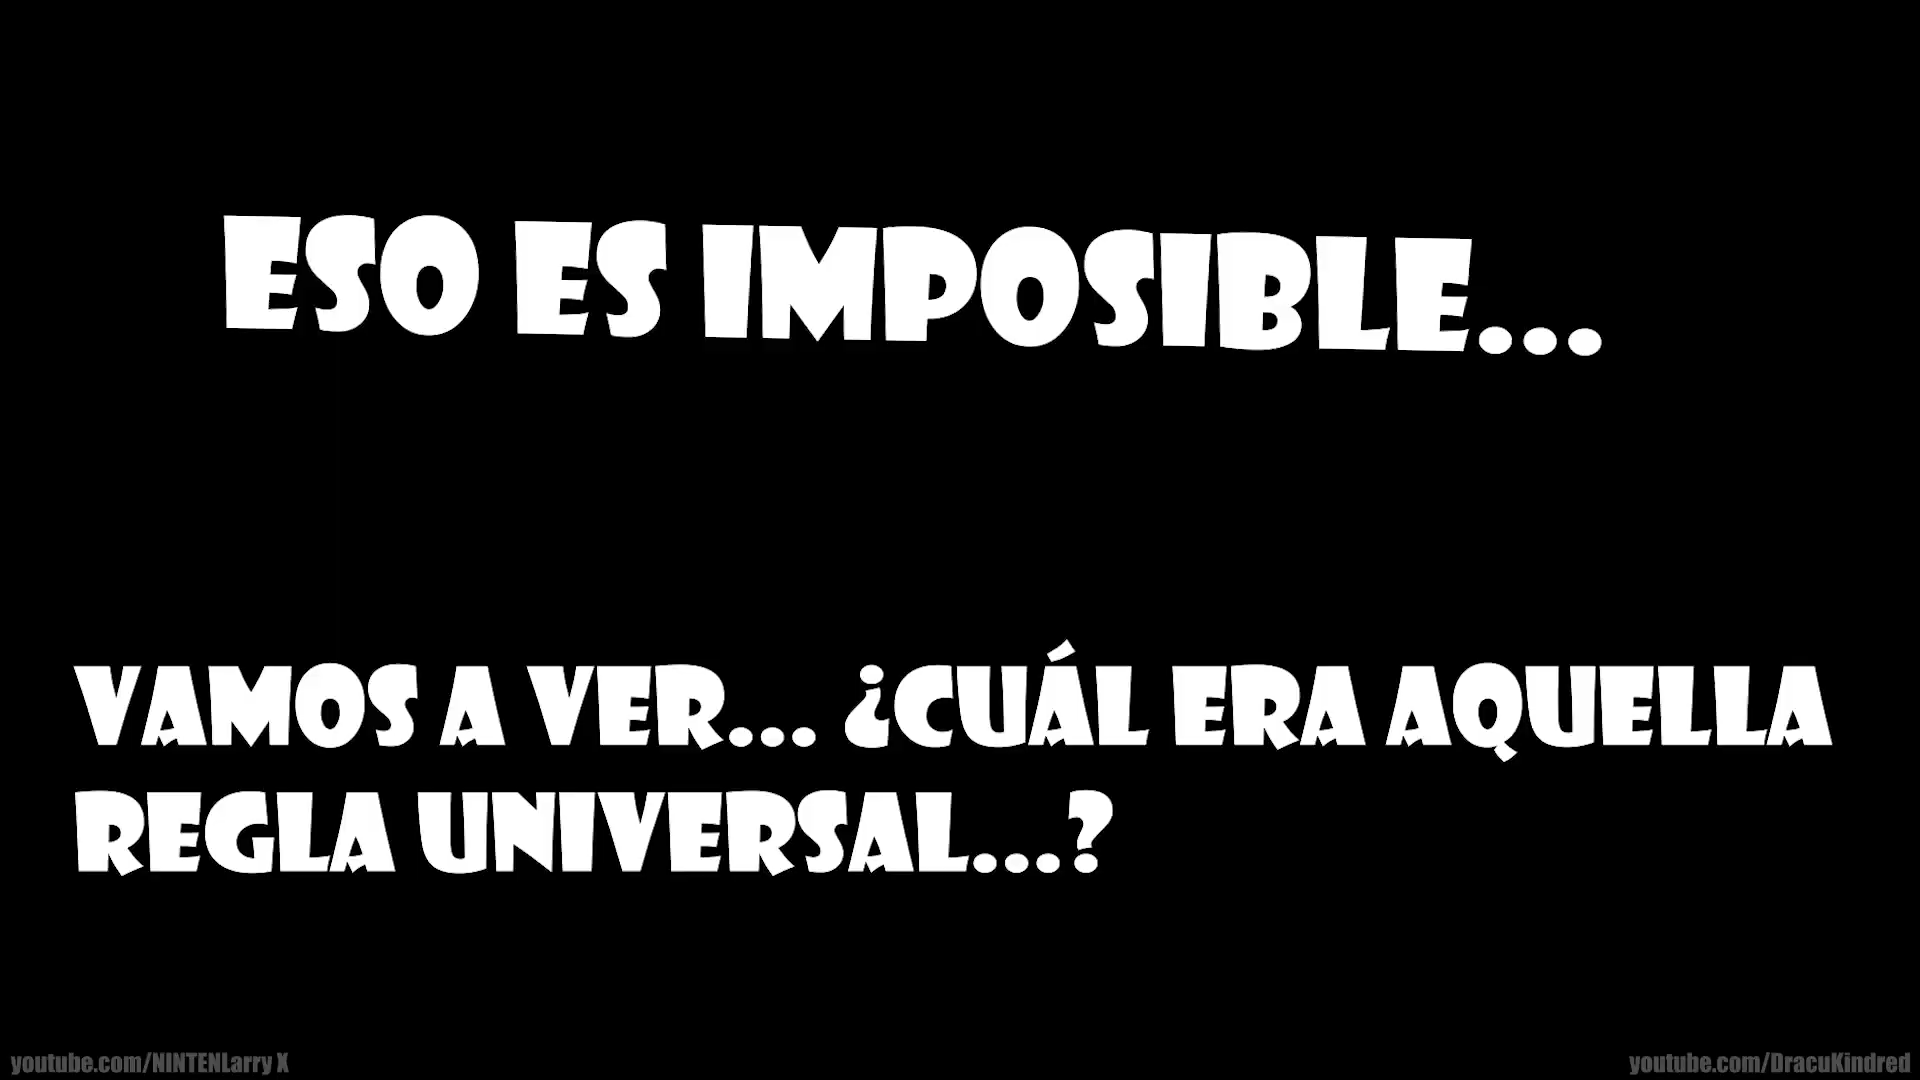 ESO ES IMPOSIBLE...
VAMOS A VER... ¿CUÁL ERA AQUELLA
REGLA UNIVERSAL...?
youtube.com/NINTENLarry X
youtube.com/DracuKindred